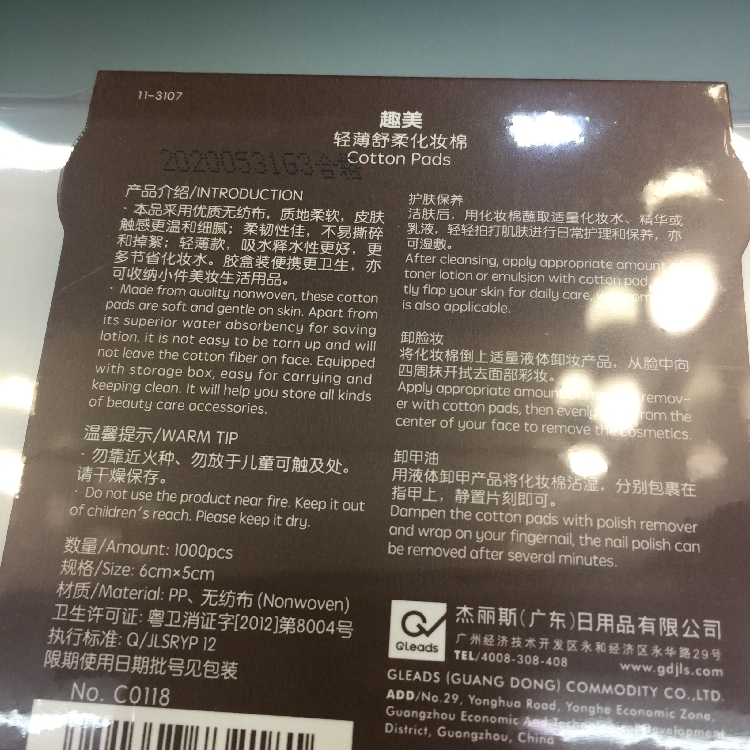 11-3107
趣美
轻薄舒柔化妆棉
Cotton Pads
2020053163合格
产品介绍/INTRODUCTION
· 本品采用优质无纺布，质地柔软，皮肤
触感更温和细腻；柔韧性佳，不易撕碎
和掉絮；轻薄款，吸水释水性更好，更
多节省化妆水。胶盒装便携更卫生，亦
可收纳小件美妆生活用品。
· Made from quality nonwoven, these cotton
pads are soft and gentle on skin. Apart from
its superior water absorbency for saving
lotion, it is not easy to be torn up and will
not leave the cotton fiber on face. Equipped
with storage box, easy for carrying and
keeping clean. It will help you store all kinds
of beauty care accessories.
温馨提示/WARM TIP
· 勿靠近火种、勿放于儿童可触及处。
请干燥保存。
· Do not use the product near fire. Keep it out
of children's reach. Please keep it dry.
数量/Amount: 1000pcs
规格/Size: 6cm×5cm
材质/Material: PP、无纺布 (Nonwoven)
卫生许可证: 粤卫消证字[2012]第8004号
执行标准: Q/JLSRYP 12
限期使用日期批号见包装
No. C0118
护肤保养
洁肤后，用化妆棉蘸取适量化妆水、精华或
乳液，轻轻拍打肌肤进行日常护理和保养，亦
可湿敷。
After cleansing, apply appropriate amount
toner lotion or emulsion with cotton pad,
tly flap your skin for daily care,
is also applicable.
卸脸妆
将化妆棉倒上适量液体卸妆产品，从脸中向
四周抹开拭去面部彩妆。
Apply appropriate amount remov-
er with cotton pads, then evenly from the
center of your face to remove the cosmetics.
卸甲油
用液体卸甲产品将化妆棉沾湿，分别包裹在
指甲上，静置片刻即可。
Dampen the cotton pads with polish remover
and wrap on your fingernail, the nail polish can
be removed after several minutes.
QLeads
杰丽斯(广东)日用品有限公司
广州经济技术开发区永和经济区永华路29号
TEL/4008-308-408 www.gdjls.com
GLEADS (GUANG DONG) COMMODITY CO.,LTD.
ADD/No.29, Yonghua Road, Yonghe Economic Zone,
Guangzhou Economic And Technological Development
District, Guangzhou, China